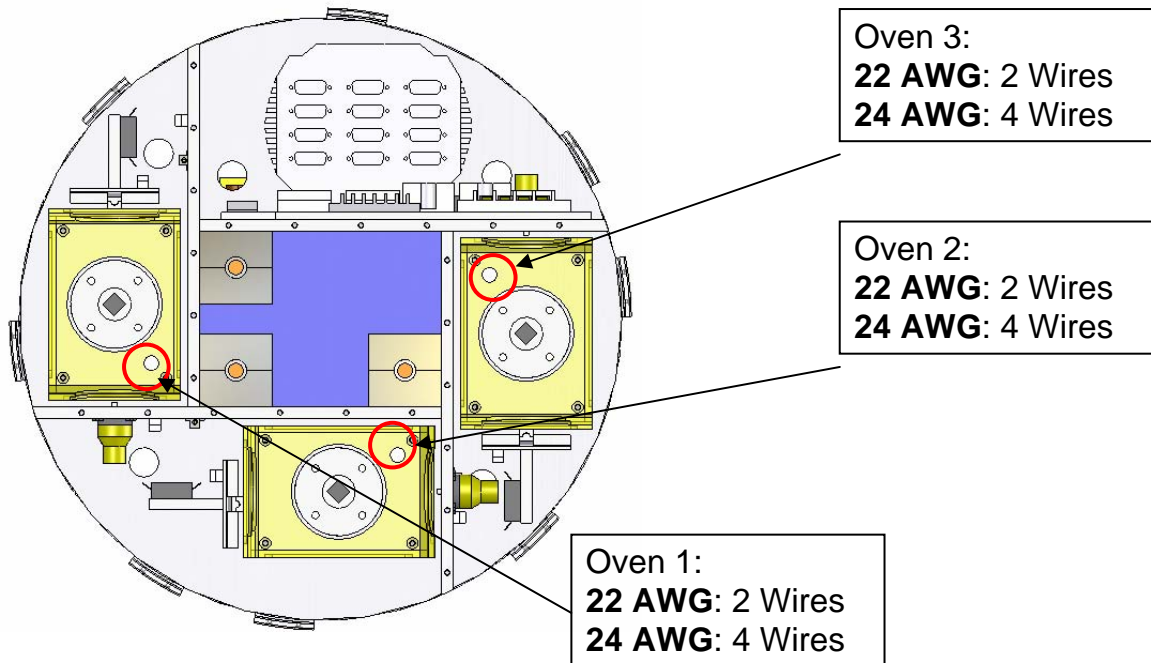 Oven 3:
22 AWG: 2 Wires
24 AWG: 4 Wires
Oven 2:
22 AWG: 2 Wires
24 AWG: 4 Wires
Oven 1:
22 AWG: 2 Wires
24 AWG: 4 Wires